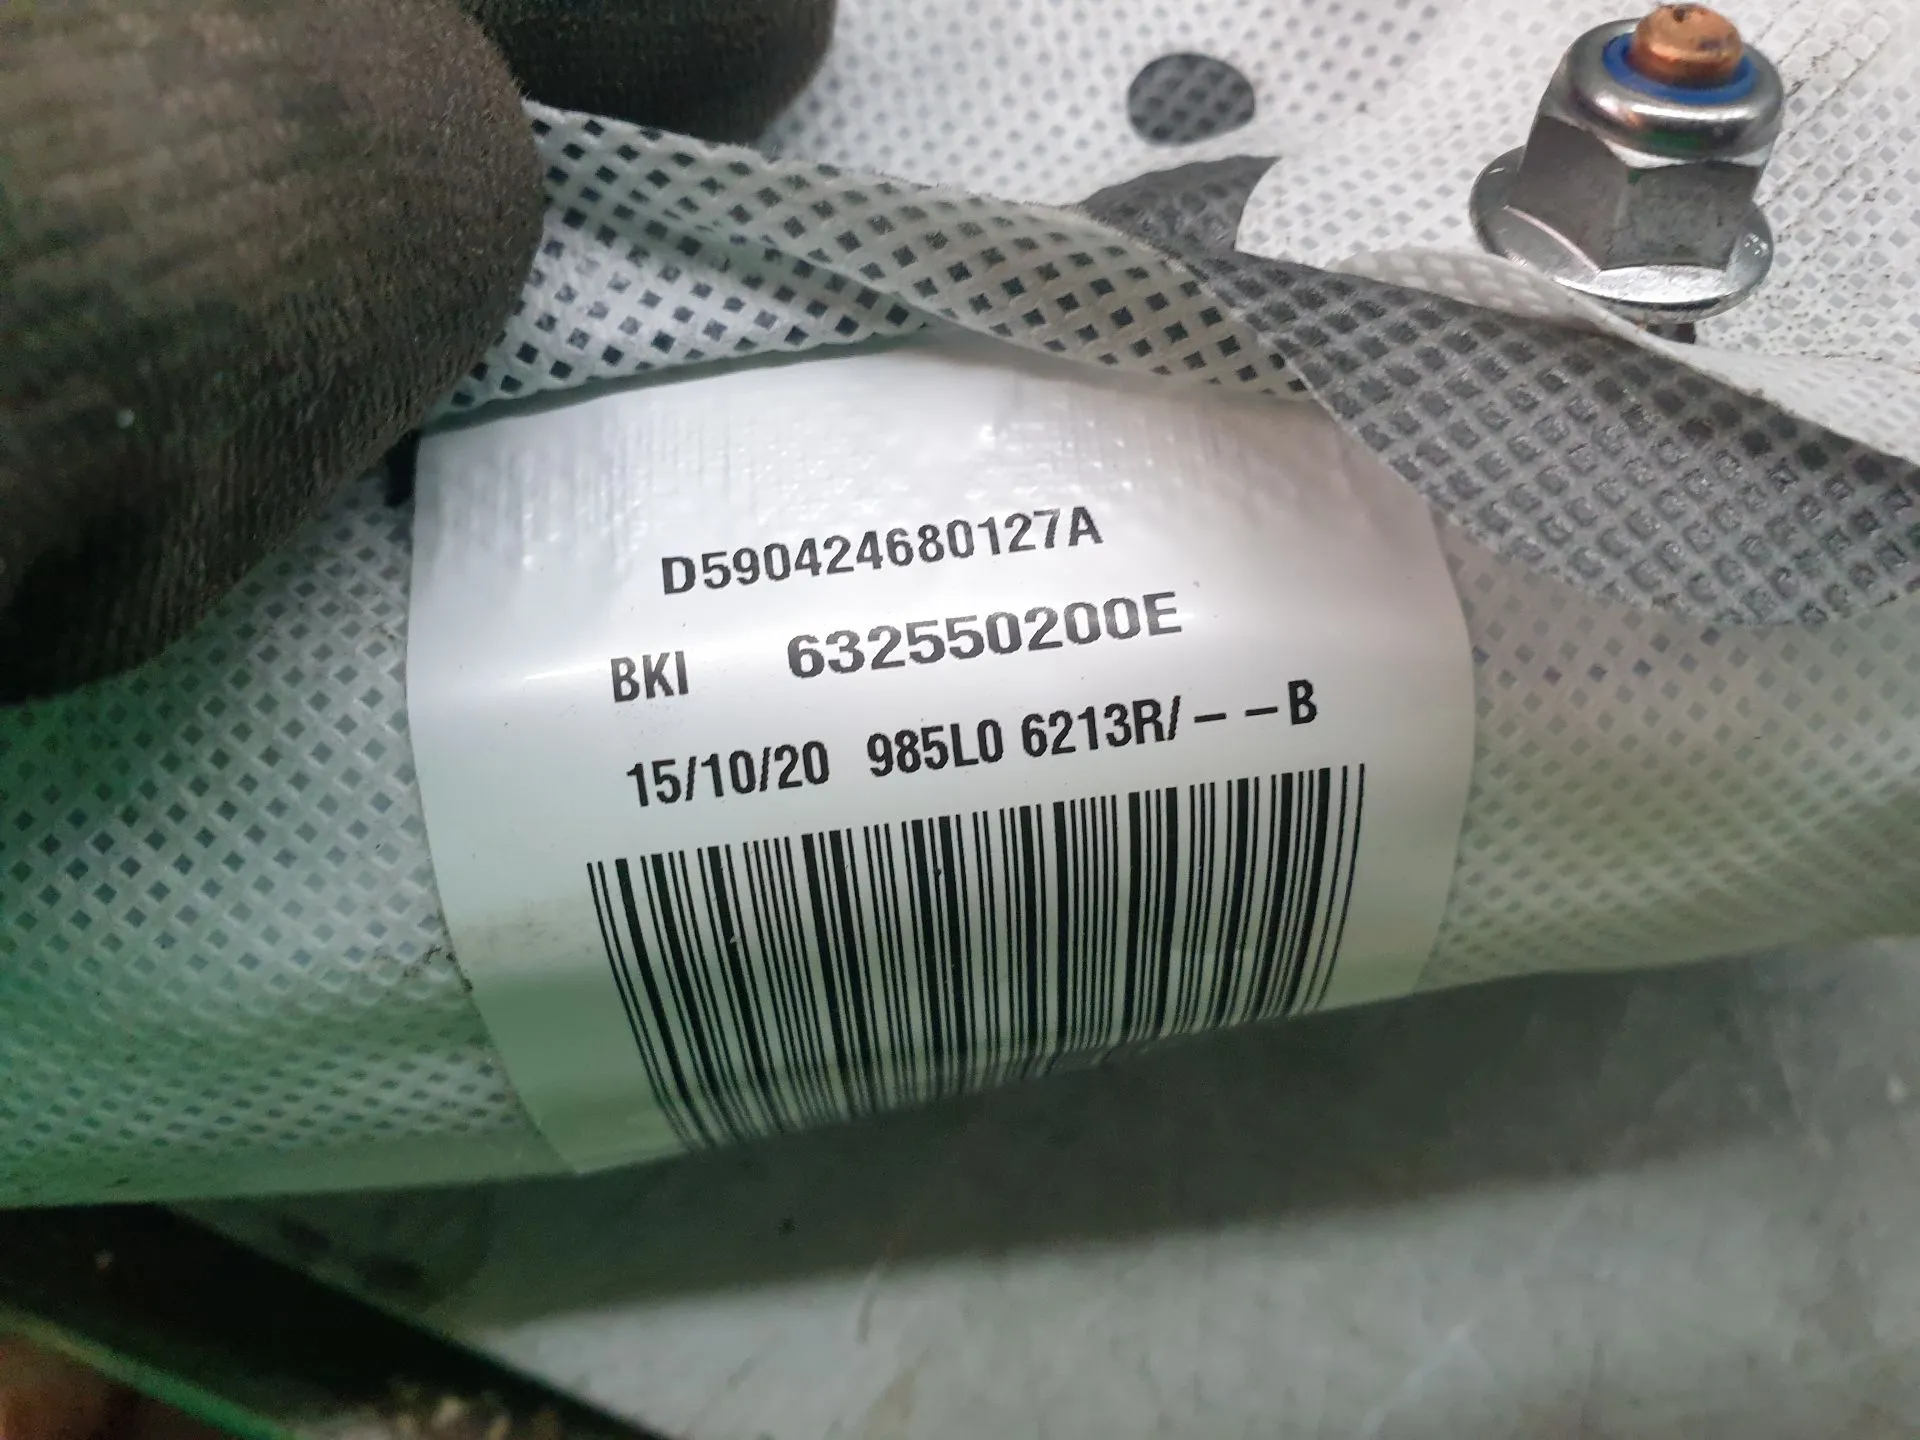 D590424680127A
BKI 632550200E
15/10/20 985L0 6213R/– –B